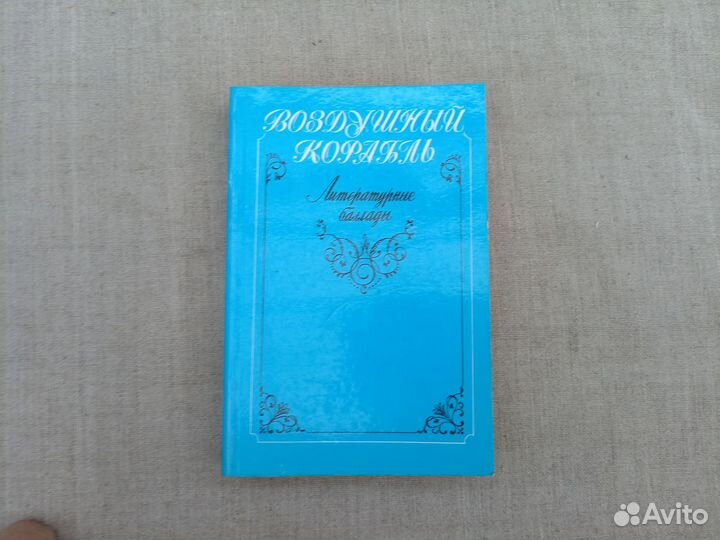 ВОЗДУШНЫЙ
КОРАБЛЬ
Литературные
баллады
Avito